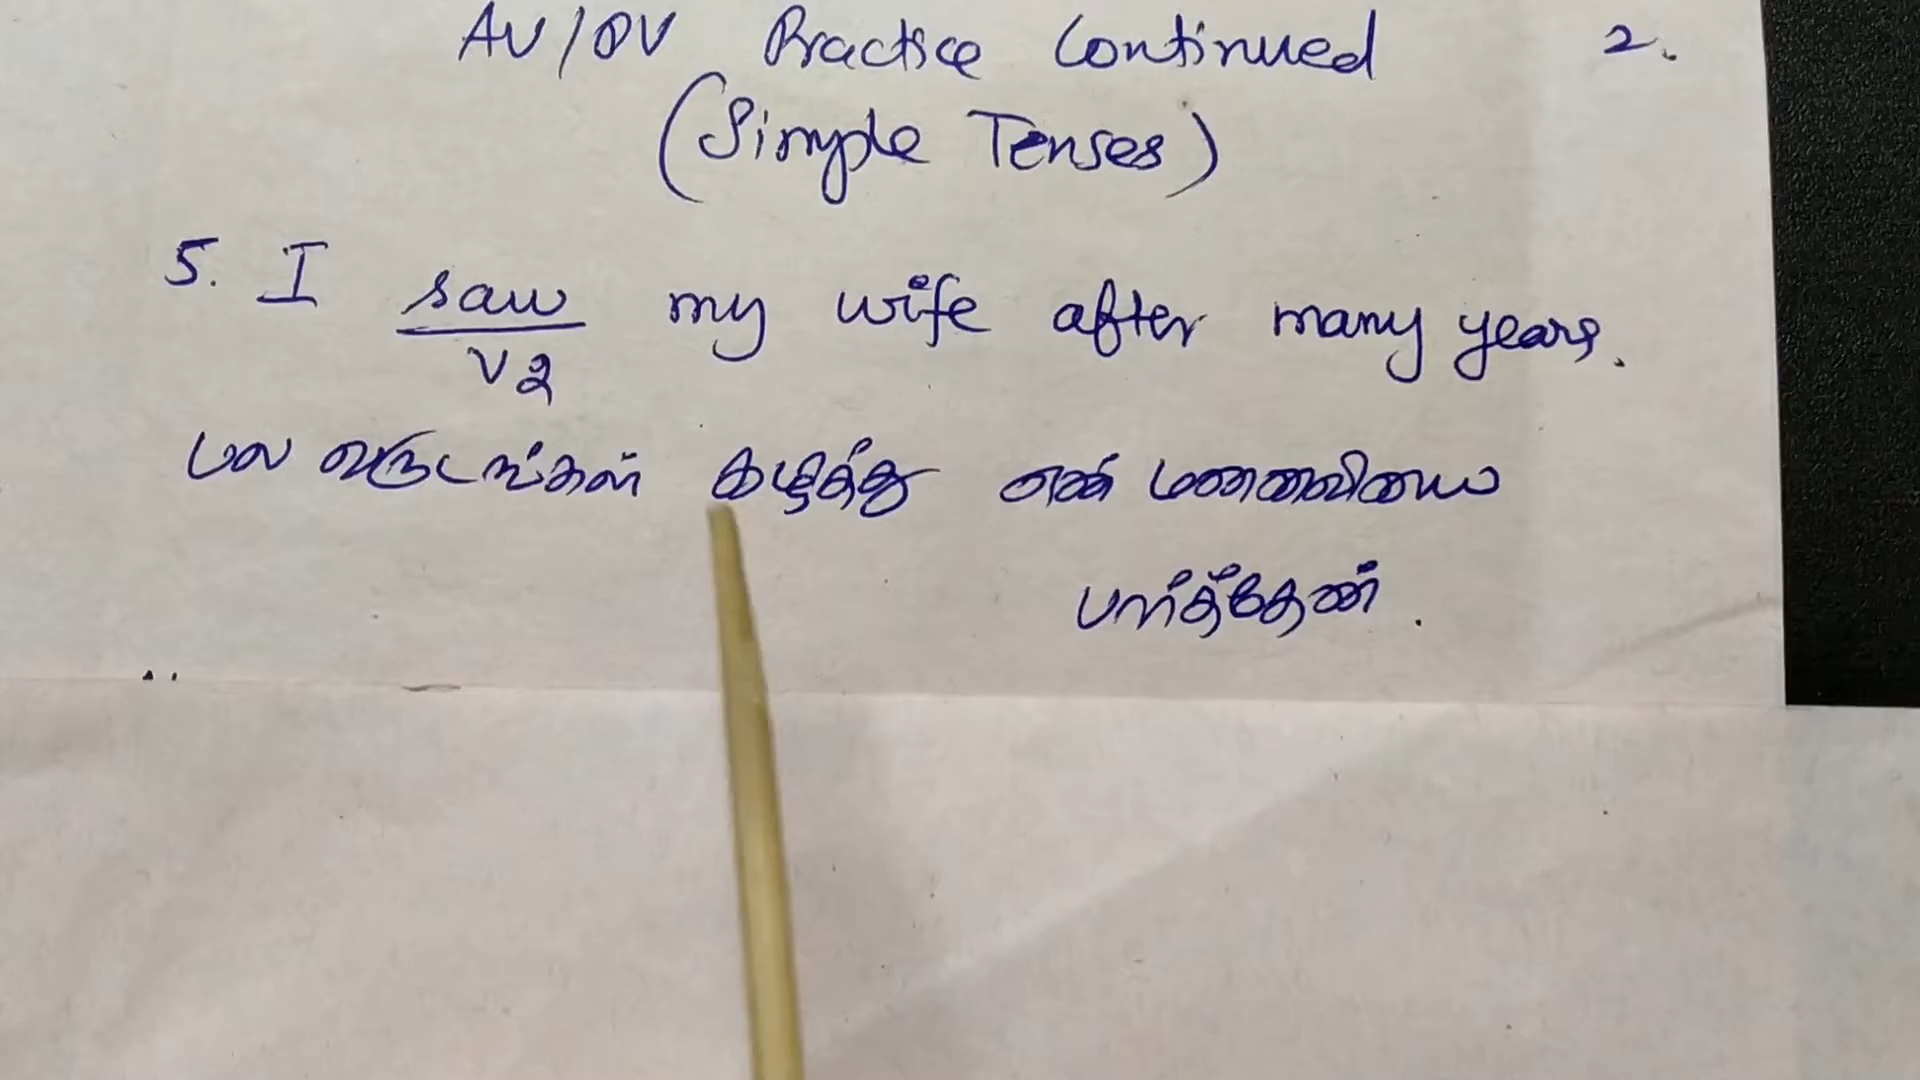 AV/PV Practice Continued 2.
(Simple Tenses)
5. I saw my wife after many years.
V2
பல வருடங்கள் கழித்து என் மனைவியை
பார்த்தேன்.